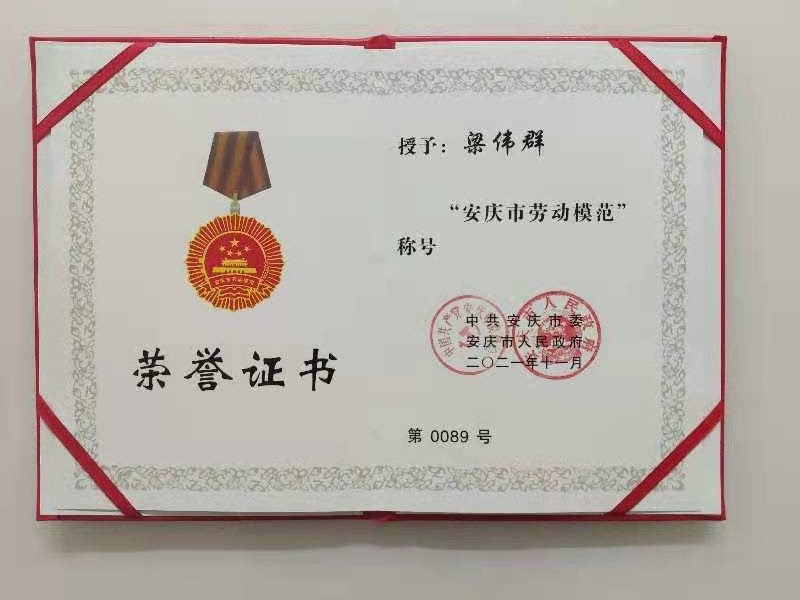 荣誉证书
授予：梁伟群
“安庆市劳动模范”
称号
中共安庆市委
安庆市人民政府
二〇二一年十一月
第 0089 号